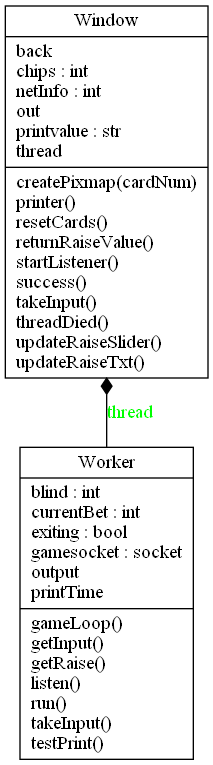 Window
back
chips : int
netInfo : int
out
printvalue : str
thread
createPixmap(cardNum)
printer()
resetCards()
returnRaiseValue()
startListener()
success()
takeInput()
threadDied()
updateRaiseSlider()
updateRaiseTxt()
thread
Worker
blind : int
currentBet : int
exiting : bool
gamesocket : socket
output
printTime
gameLoop()
getInput()
getRaise()
listen()
run()
takeInput()
testPrint()